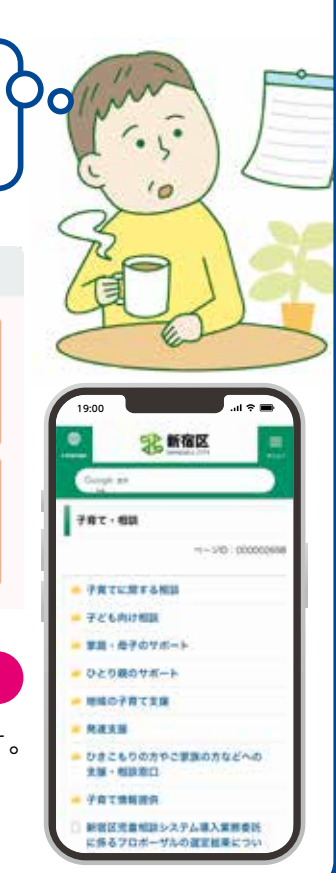 19:00
新宿区
SHINJUKU CITY
Google
子育て・相談
ページID：000002698
子育てに関する相談
子ども向け相談
家庭・母子のサポート
ひとり親のサポート
地域の子育て支援
発達支援
ひきこもりの方やご家族の方などへの
支援・相談窓口
子育て情報提供
新宿区児童相談システム導入業務委託
に係るプロポーザルの選定結果につい
す。